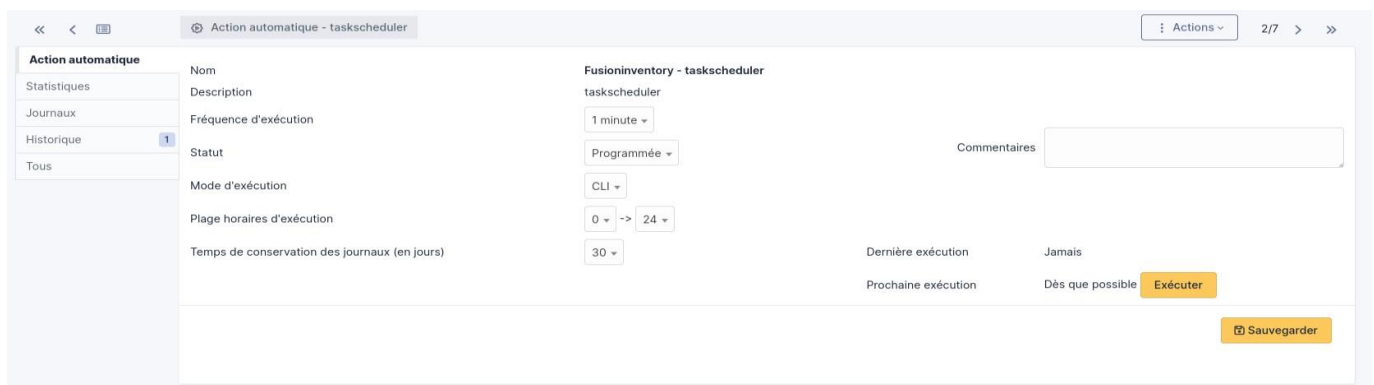 Action automatique - taskscheduler
Actions
2/7
Action automatique
Statistiques
Journaux
Historique 1
Tous
Nom Fusioninventory - taskscheduler
Description taskscheduler
Fréquence d'exécution 1 minute
Statut Programmée
Commentaires
Mode d'exécution CLI
Plage horaires d'exécution 0 -> 24
Temps de conservation des journaux (en jours) 30
Dernière exécution Jamais
Prochaine exécution Dès que possible Exécuter
Sauvegarder